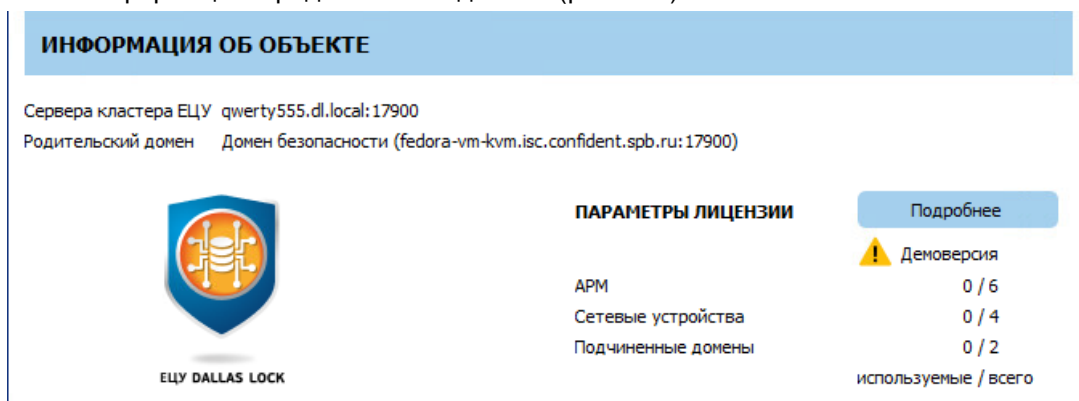 ИНФОРМАЦИЯ ОБ ОБЪЕКТЕ
Сервера кластера ЕЦУ qwerty555.dl.local:17900
Родительский домен Домен безопасности (fedora-vm-kvm.isc.confident.spb.ru:17900)
ПАРАМЕТРЫ ЛИЦЕНЗИИ Подробнее
Демоверсия
АРМ 0 / 6
Сетевые устройства 0 / 4
Подчиненные домены 0 / 2
используемые / всего
ЕЦУ DALLAS LOCK